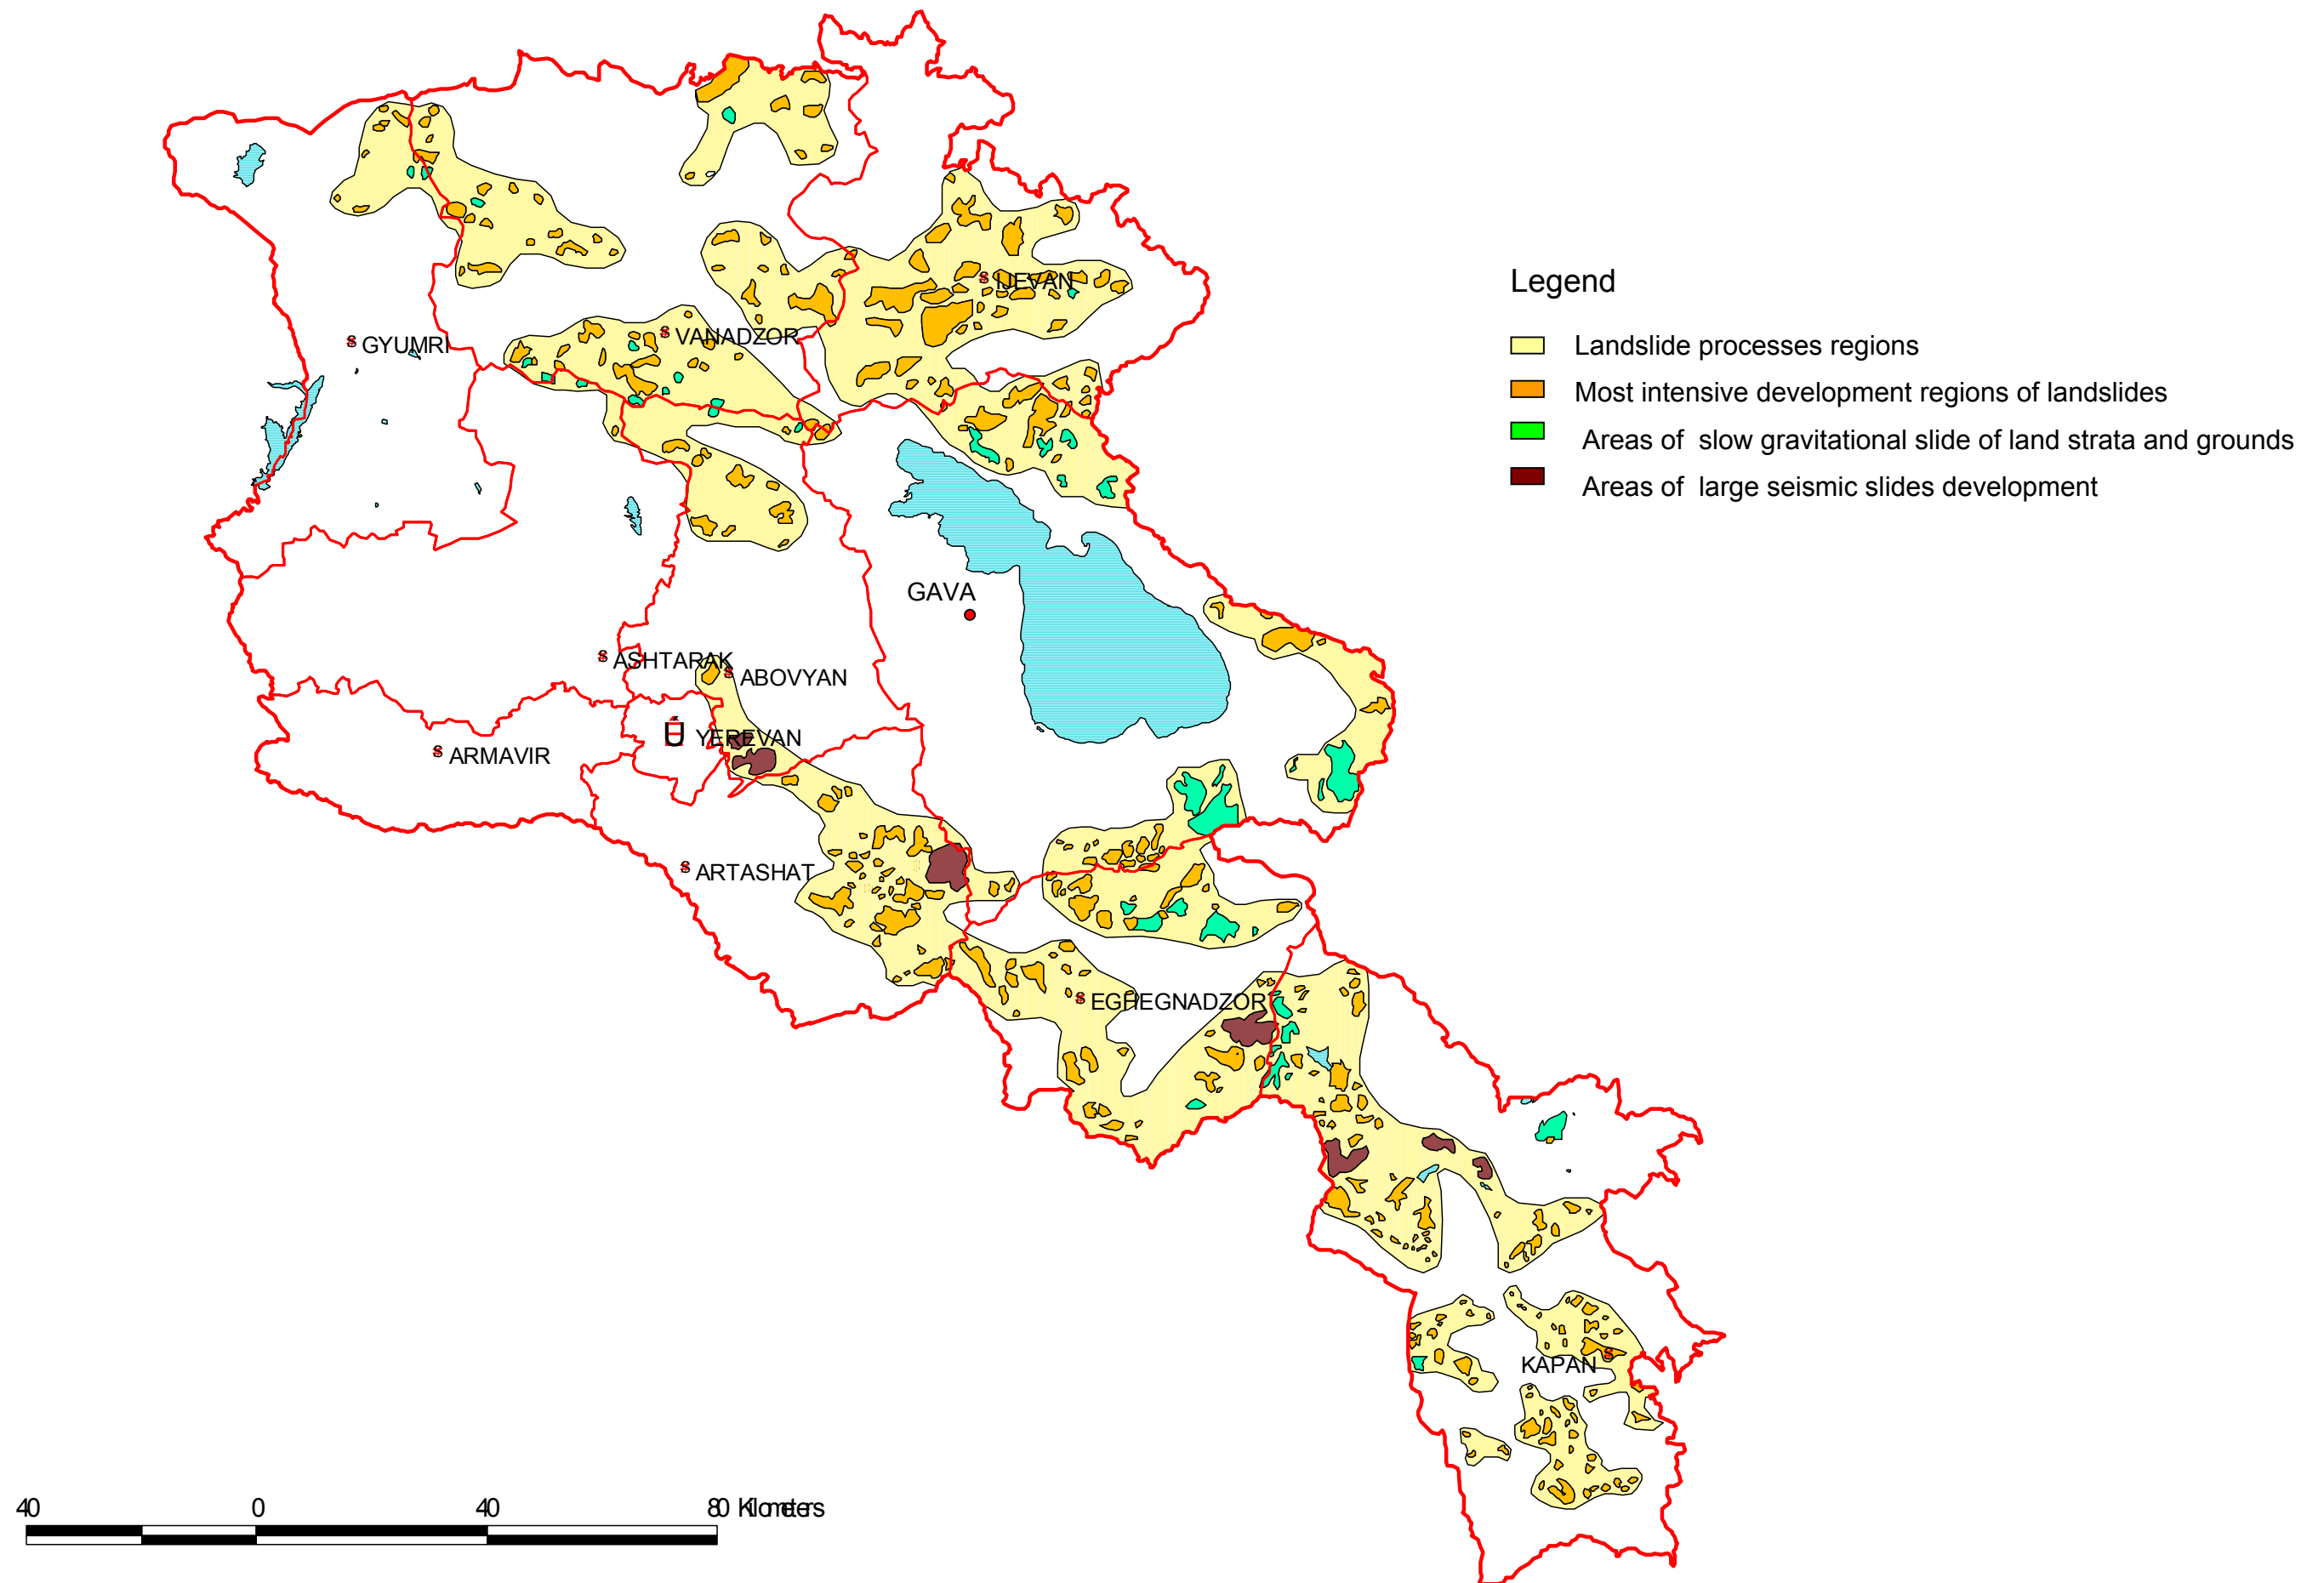 Legend
IJEVAN
GYUMRI
VANADZOR
Landslide processes regions
Most intensive development regions of landslides
Areas of slow gravitational slide of land strata and grounds
Areas of large seismic slides development
GAVA
ASHTARAK
ABOVYAN
Ú YEREVAN
ARMAVIR
ARTASHAT
EGHEGNADZOR
KAPAN
40 0 40 80 Kilometers